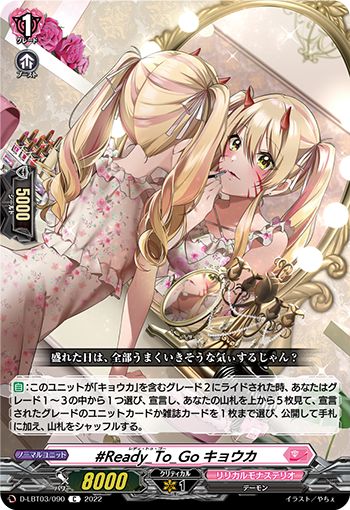 1
グレード
ブースト
5000
シールド
盛れた日は、全部うまくいきそうな気ぃするじゃん？
自:このユニットが「キョウカ」を含むグレード２にライドされた時、あなたはグ
レード１～３の中から１つ選び、宣言し、あなたの山札を上から５枚見て、宣言
されたグレードのユニットカードか雑誌カードを１枚まで選び、公開して手札
に加え、山札をシャッフルする。
ノーマルユニット
レディ・トゥ・ゴー
#Ready_To_Go キョウカ
リリカルモナステリオ
パワー
8000
クリティカル
1
デーモン
D-LBT03/090 C 2022
イラスト/やちぇ